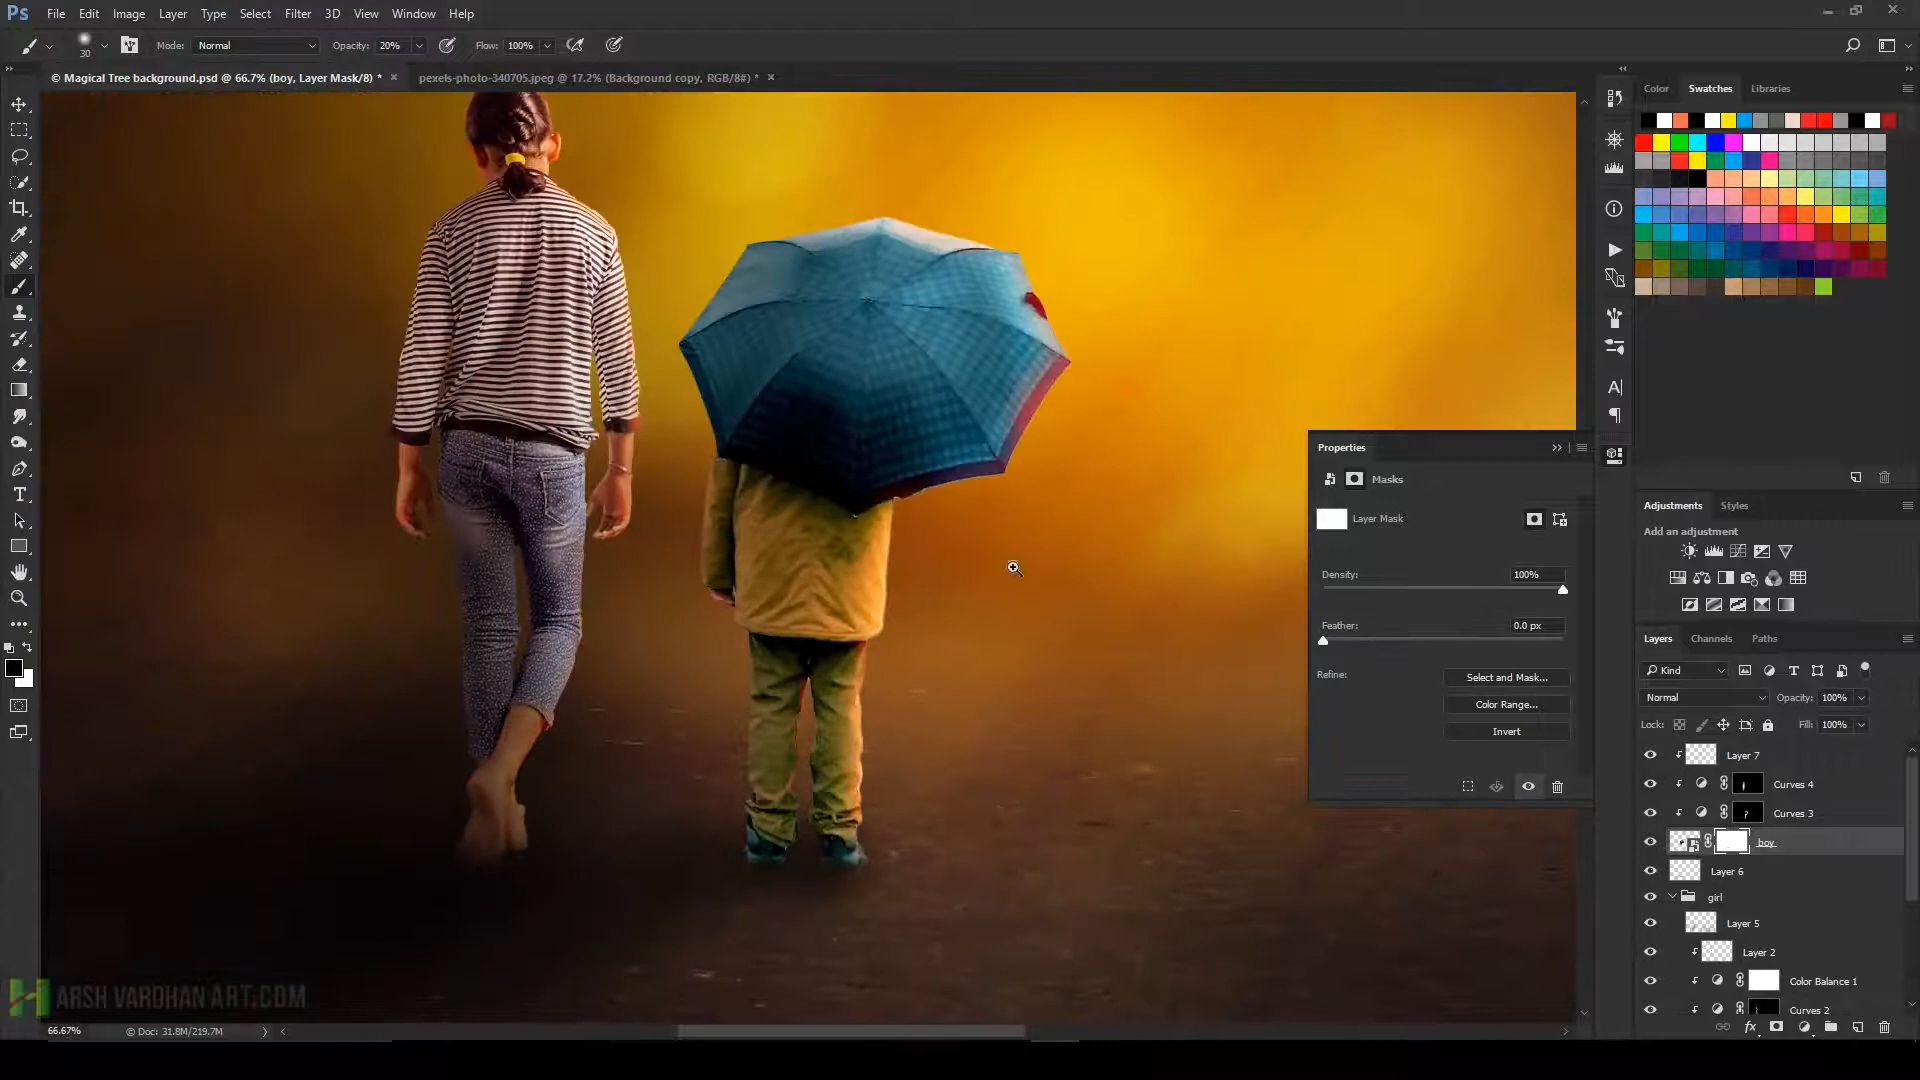 Ps File Edit Image Layer Type Select Filter 3D View Window Help
30 Mode: Normal Opacity: 20% Flow: 100%
© Magical Tree background.psd @ 66.7% (boy, Layer Mask/8) * × pexels-photo-340705.jpeg @ 17.2% (Background copy, RGB/8#) * ×
Color Swatches Libraries
Properties
Masks
Layer Mask
Density: 100%
Feather: 0.0 px
Refine: Select and Mask...
Color Range...
Invert
Adjustments Styles
Add an adjustment
Layers Channels Paths
Kind
Normal Opacity: 100%
Lock: Fill: 100%
Layer 7
Curves 4
Curves 3
boy
Layer 6
girl
Layer 5
Layer 2
Color Balance 1
Curves 2
ARSH VARDHAN ART.COM
66.67% © Doc: 31.8M/219.7M